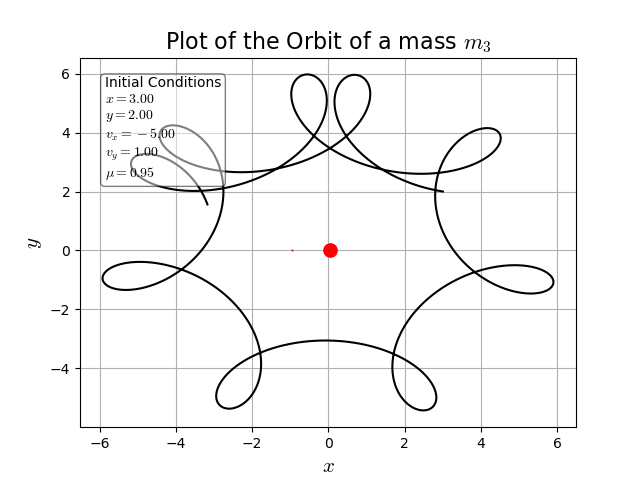 Plot of the Orbit of a mass m₃
Initial Conditions
x = 3.00
y = 2.00
vₓ = −5.00
v_y = 1.00
μ = 0.95
6
4
2
0
−2
−4
y
−6 −4 −2 0 2 4 6
x